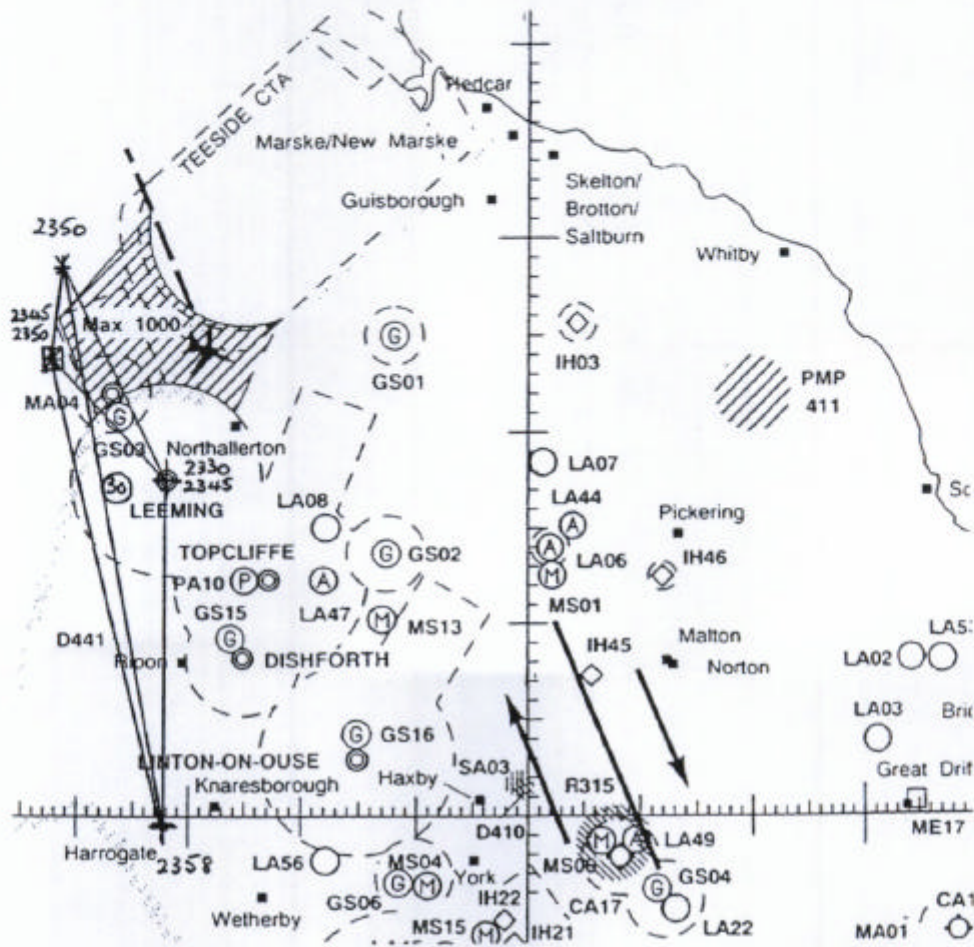 Redcar
TEESIDE CTA
Marske/New Marske
Guisborough
Skelton/
Brotton/
Saltburn
Whitby
2350
2345
2350
Max 1000
GS01
IH03
PMP
411
MA04
G
GS03
Northallerton
2330
2345
30
LEEMING
LA07
LA44
A
Pickering
LA08
G
GS02
A
LA06
IH46
TOPCLIFFE
PA10
P
A
LA47
M
MS01
GS15
G
M
MS13
DISHFORTH
D441
Ripon
IH45
Malton
Norton
LA02
LA03
G
GS16
LINTON-ON-OUSE
Knaresborough
Haxby
SA03
R315
Great Drif
ME17
Harrogate
2358
D410
M
A
LA49
LA56
MS04
York
GS06
G
M
IH22
CA17
G
GS04
LA22
Wetherby
MS15
M
IH21
MA01
CA1